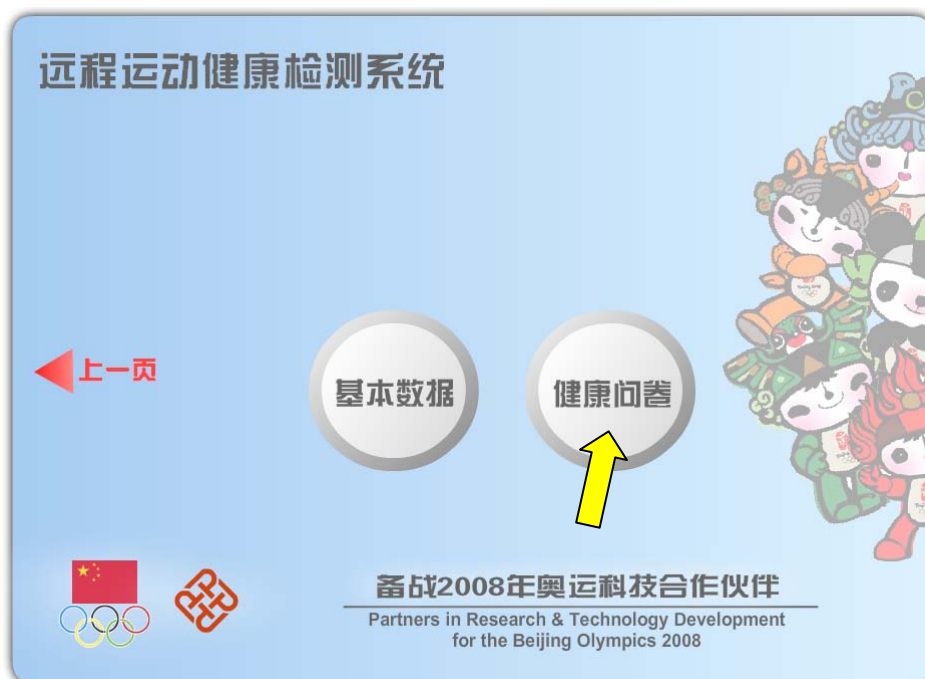 远程运动健康检测系统
上一页
基本数据
健康问卷
备战2008年奥运科技合作伙伴
Partners in Research & Technology Development
for the Beijing Olympics 2008